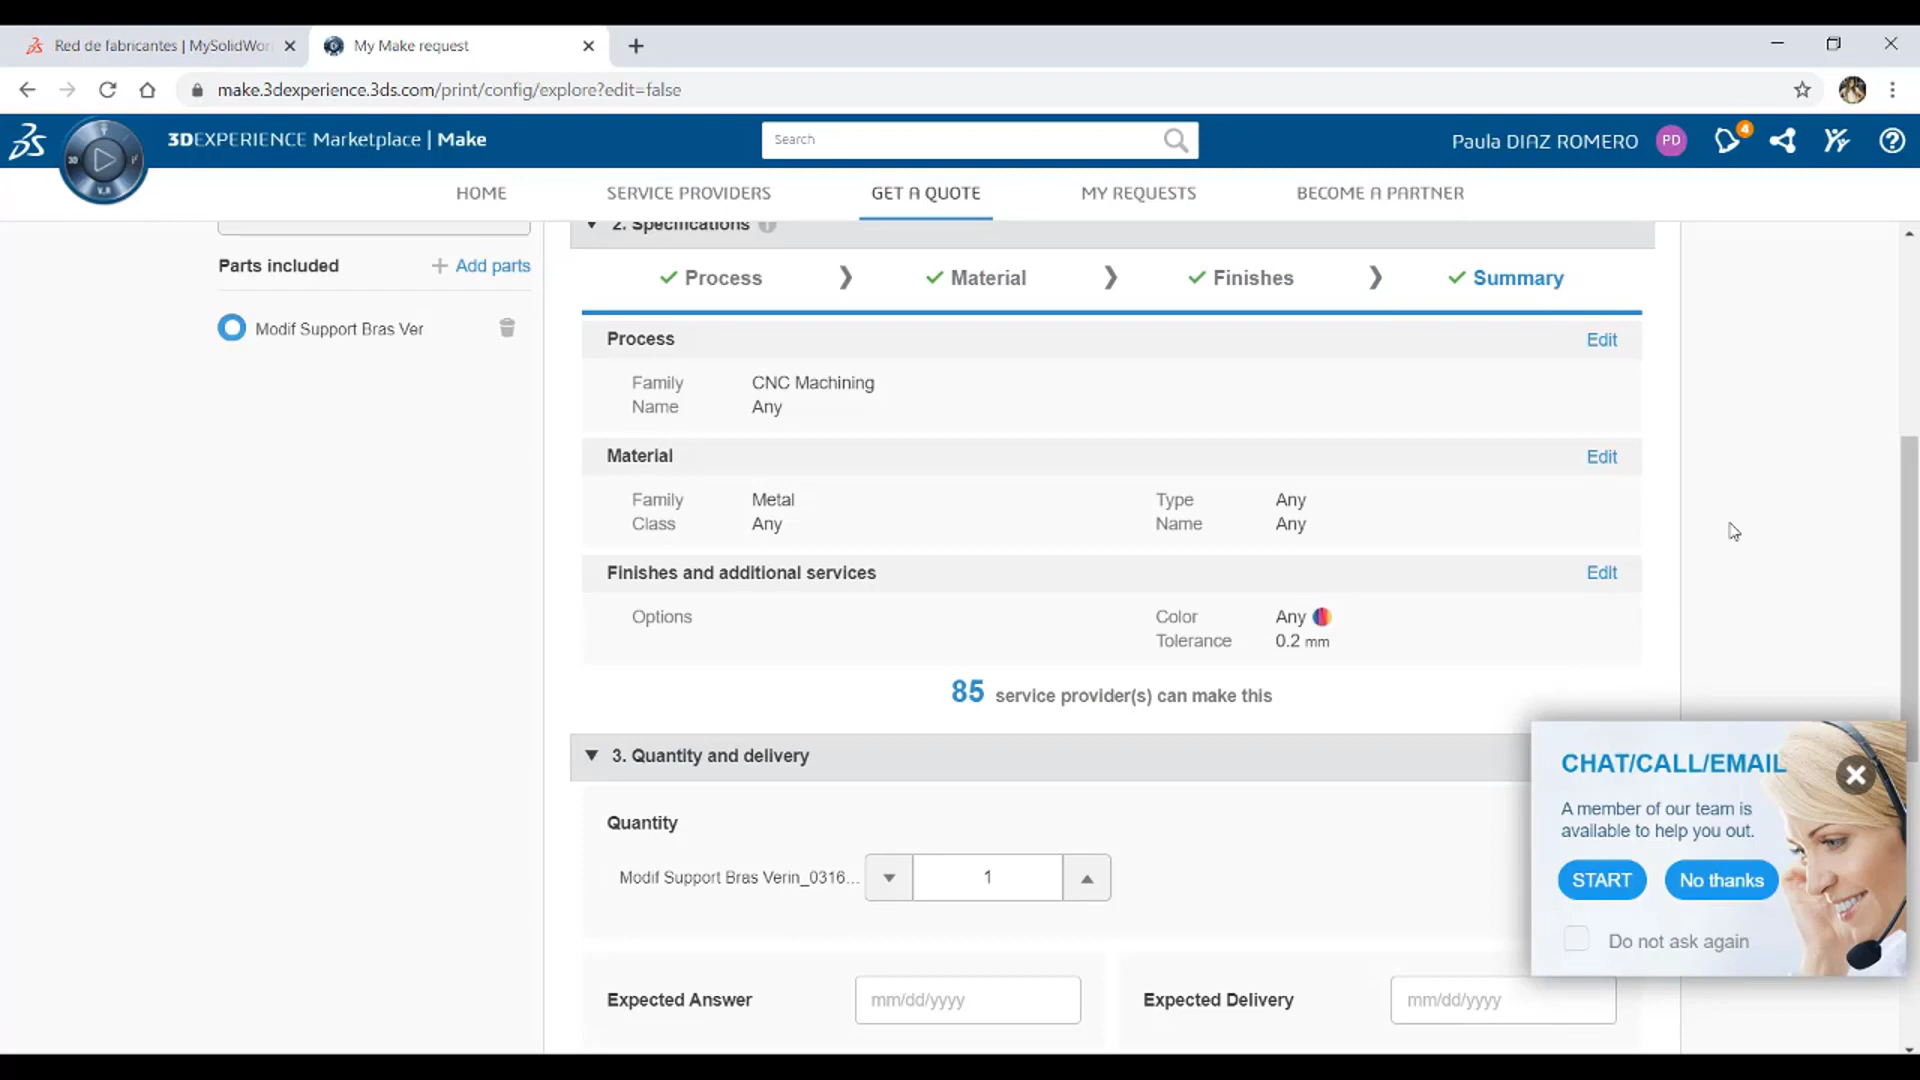 Red de fabricantes | MySolidWor
My Make request
make.3dexperience.3ds.com/print/config/explore?edit=false
3DEXPERIENCE Marketplace | Make
Search
Paula DIAZ ROMERO
PD
4
3D
V.R
HOME
SERVICE PROVIDERS
GET A QUOTE
MY REQUESTS
BECOME A PARTNER
Parts included
Add parts
Modif Support Bras Ver
2. Specifications
Process
Material
Finishes
Summary
Process
Edit
Family CNC Machining
Name Any
Material
Edit
Family Metal Type Any
Class Any Name Any
Finishes and additional services
Edit
Options Color Any
Tolerance 0.2 mm
85 service provider(s) can make this
3. Quantity and delivery
Quantity
Modif Support Bras Verin_0316... 1
Expected Answer mm/dd/yyyy Expected Delivery mm/dd/yyyy
CHAT/CALL/EMAIL
A member of our team is
available to help you out.
START No thanks
Do not ask again